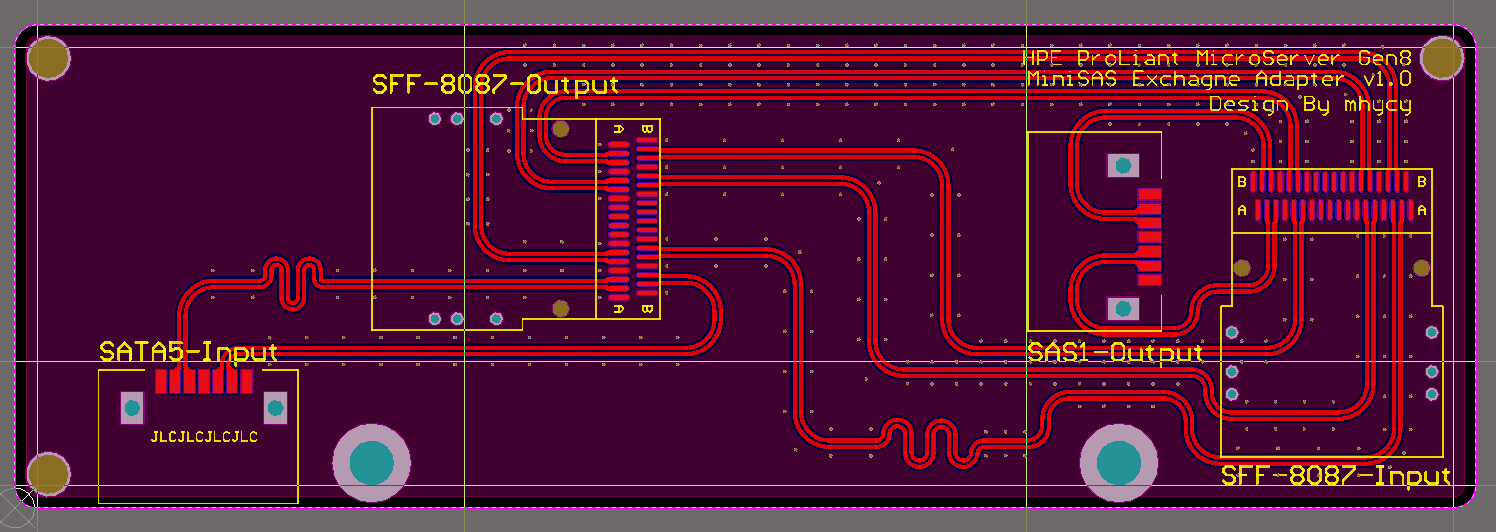 HPE ProLiant MicroServer Gen8
MiniSAS Exchagne Adapter v1.0
Design By mhycy
SFF-8087-Output
A B
A B
B B
A A
SATA5-Input
SAS1-Output
JLCJLCJLCJLC
SFF-8087-Input